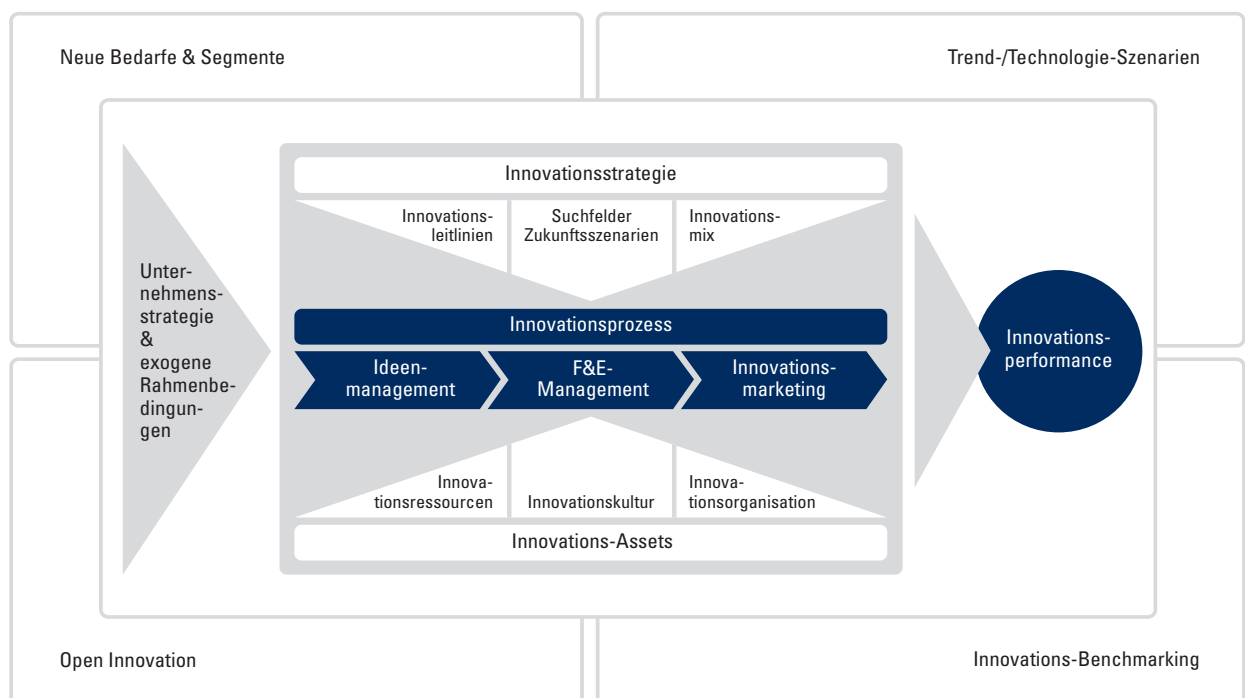 Neue Bedarfe & Segmente
Trend-/Technologie-Szenarien
Unter-
nehmens-
strategie
&
exogene
Rahmenbe-
dingun-
gen
Innovationsstrategie
Innovations-
leitlinien
Suchfelder
Zukunftsszenarien
Innovations-
mix
Innovationsprozess
Ideen-
management
F&E-
Management
Innovations-
marketing
Innova-
tionsressourcen
Innovationskultur
Innova-
tionsorganisation
Innovations-Assets
Innovations-
performance
Open Innovation
Innovations-Benchmarking